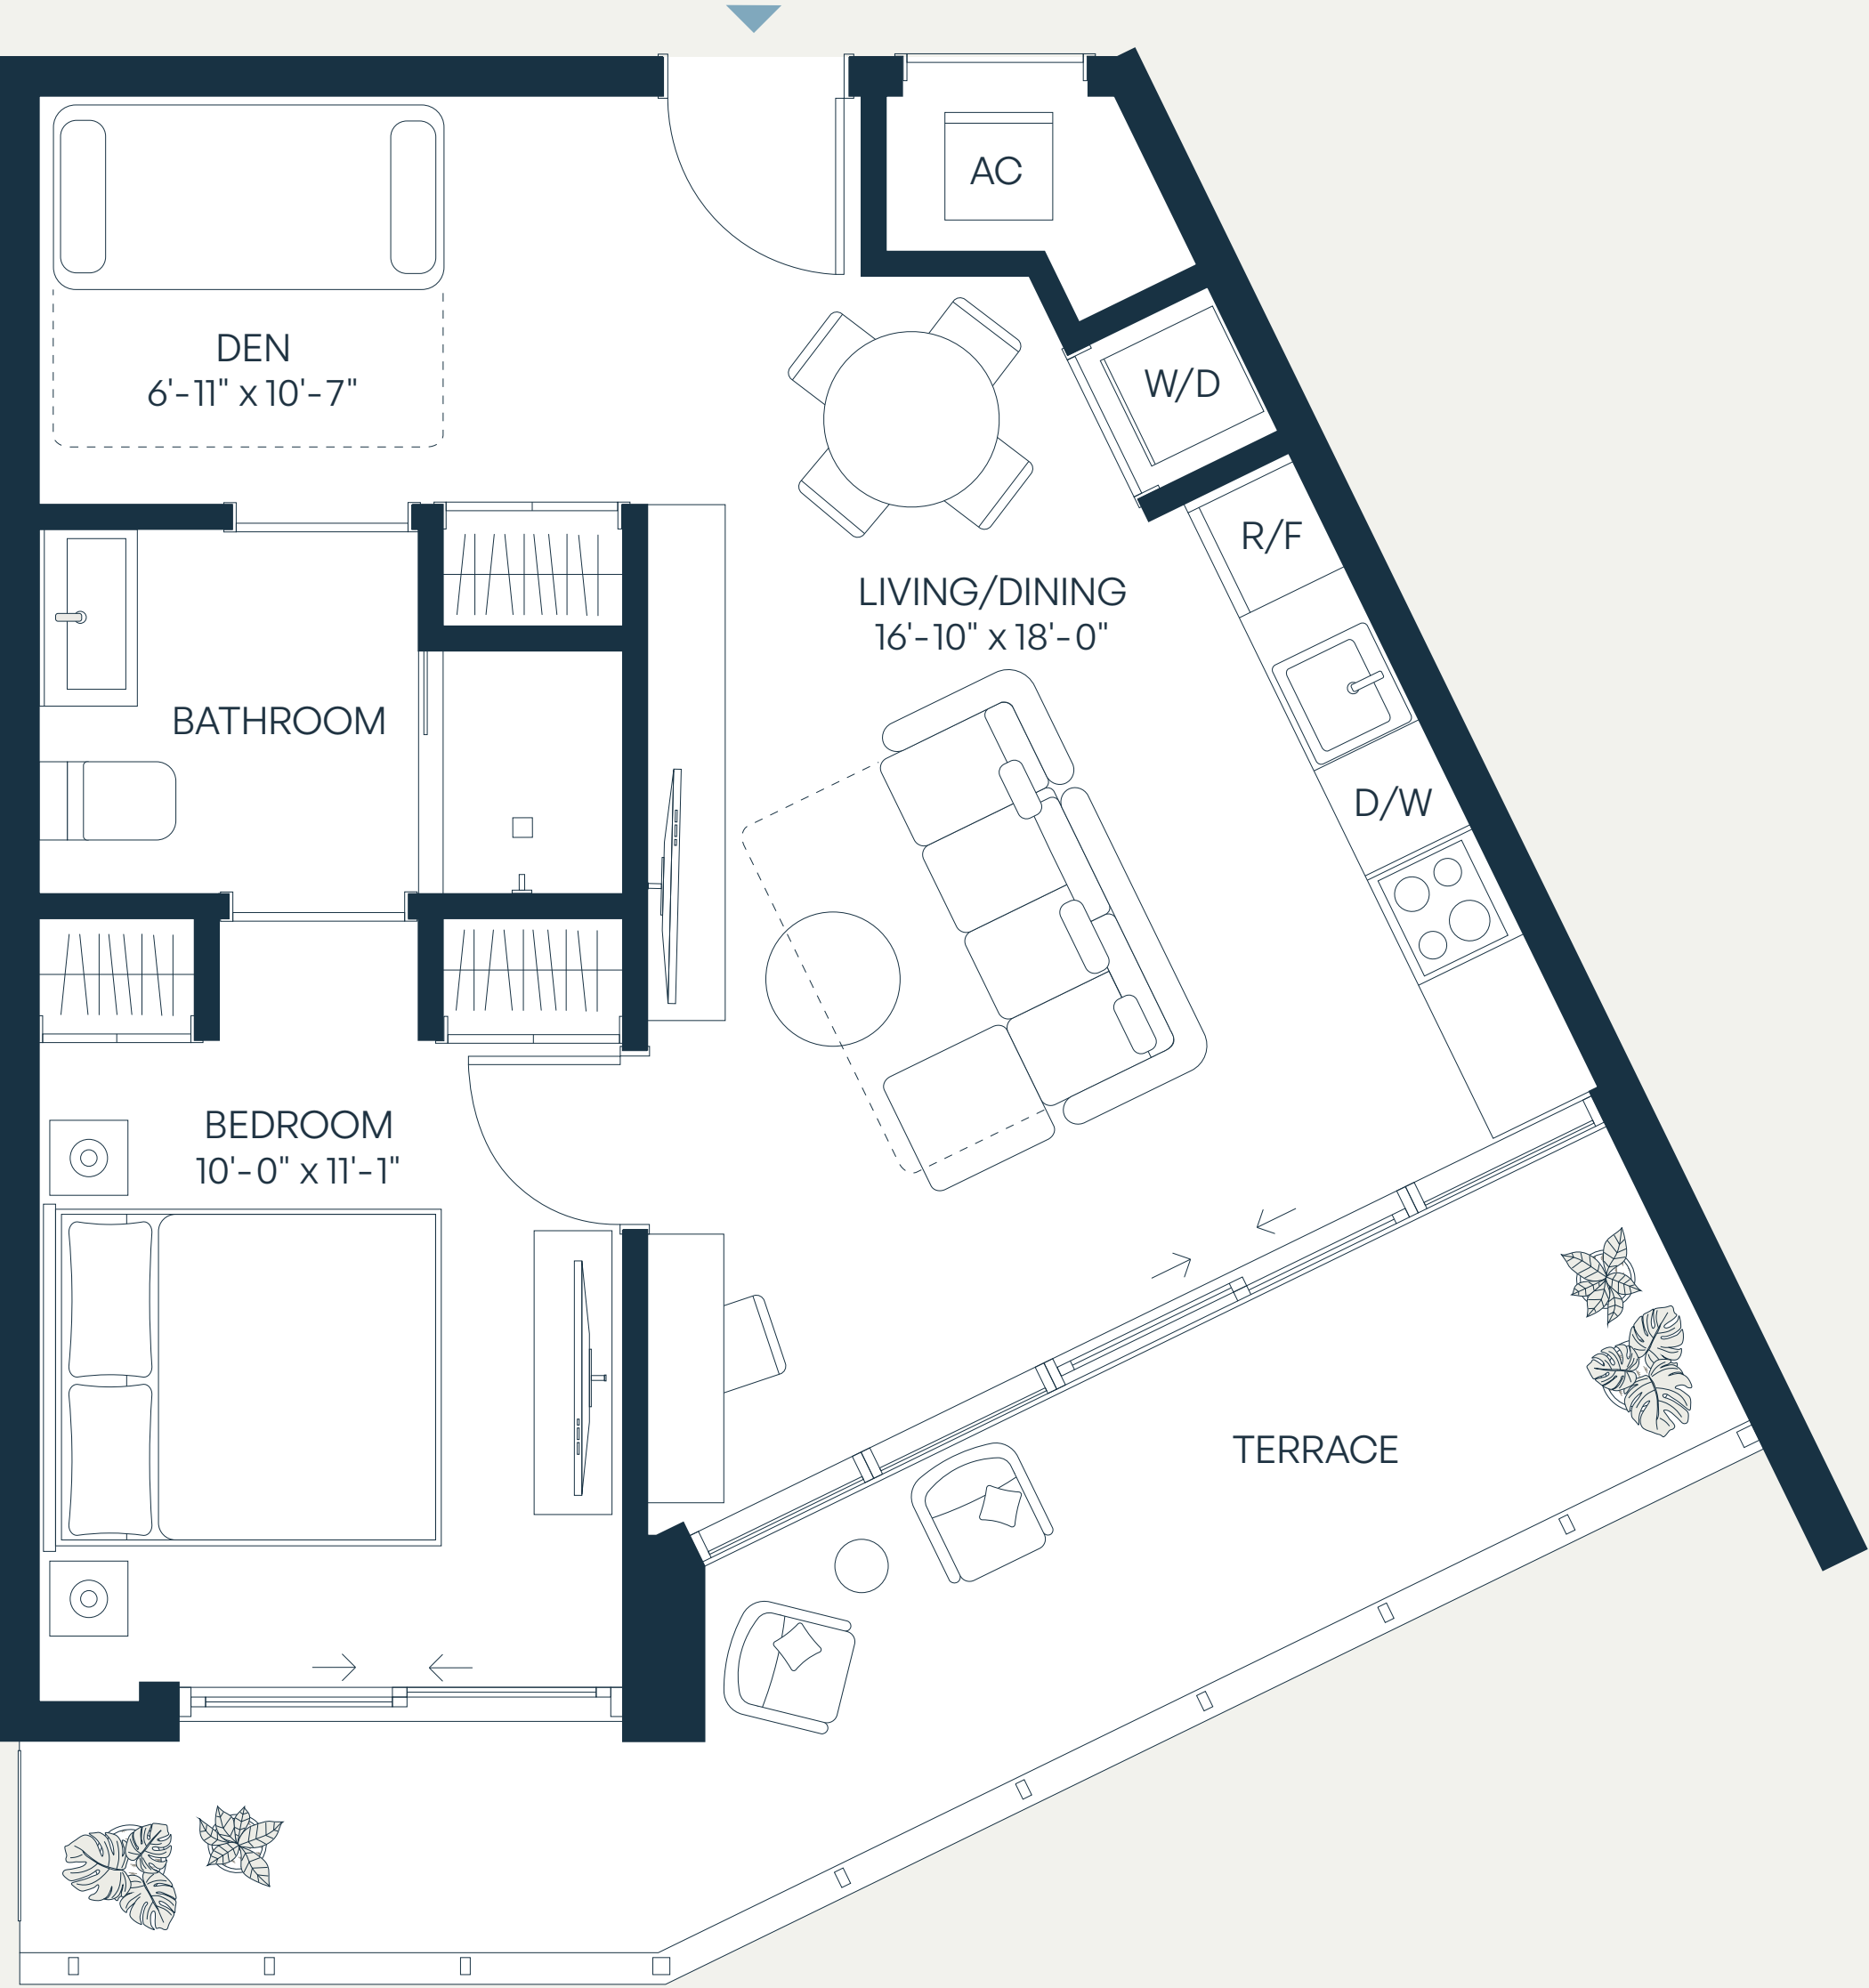 AC
DEN
6'-11" x 10'-7"
W/D
R/F
LIVING/DINING
16'-10" x 18'-0"
BATHROOM
D/W
BEDROOM
10'-0" x 11'-1"
TERRACE